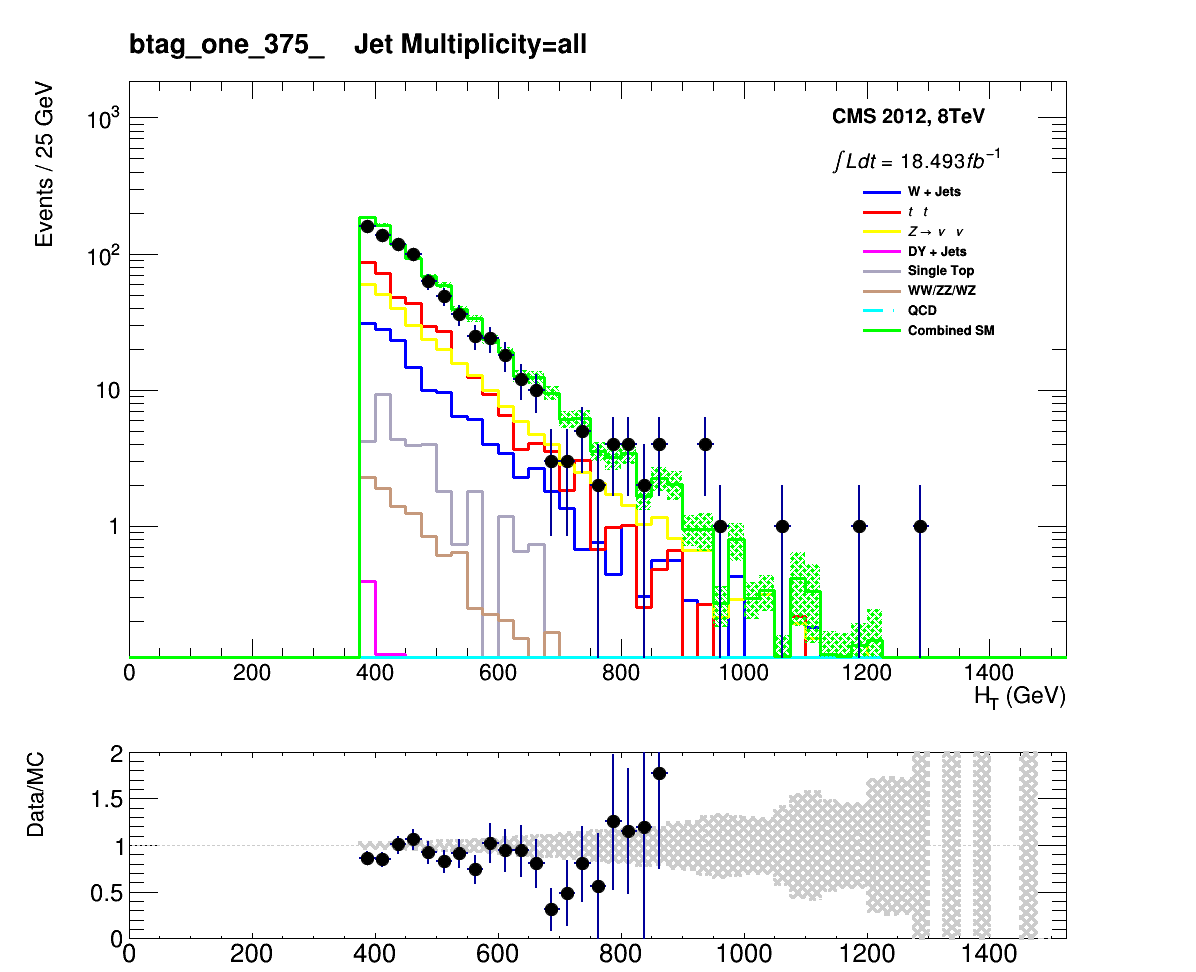 btag_one_375_ Jet Multiplicity=all
Events / 25 GeV
10³
10²
10
1
CMS 2012, 8TeV
∫Ldt = 18.493fb⁻¹
W + Jets
t t
Z→ ν ν
DY + Jets
Single Top
WW/ZZ/WZ
QCD
Combined SM
0 200 400 600 800 1000 1200 1400
H_T (GeV)
Data/MC
2
1.5
1
0.5
0
0 200 400 600 800 1000 1200 1400